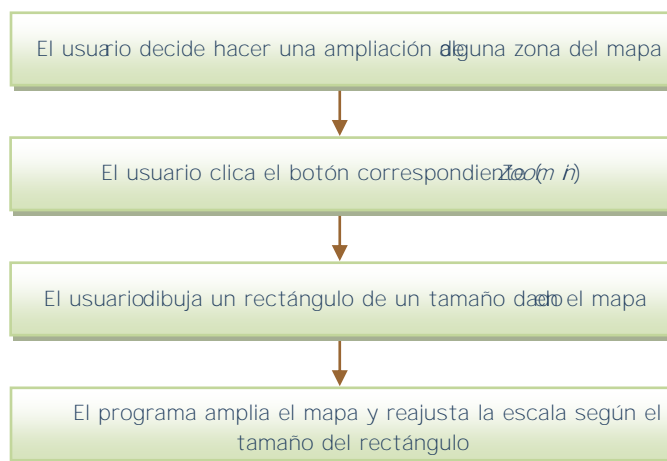 El usuario decide hacer una ampliación de alguna zona del mapa
El usuario clica el botón correspondiente (Zoom in)
El usuario dibuja un rectángulo de un tamaño dado en el mapa
El programa amplia el mapa y reajusta la escala según el
tamaño del rectángulo